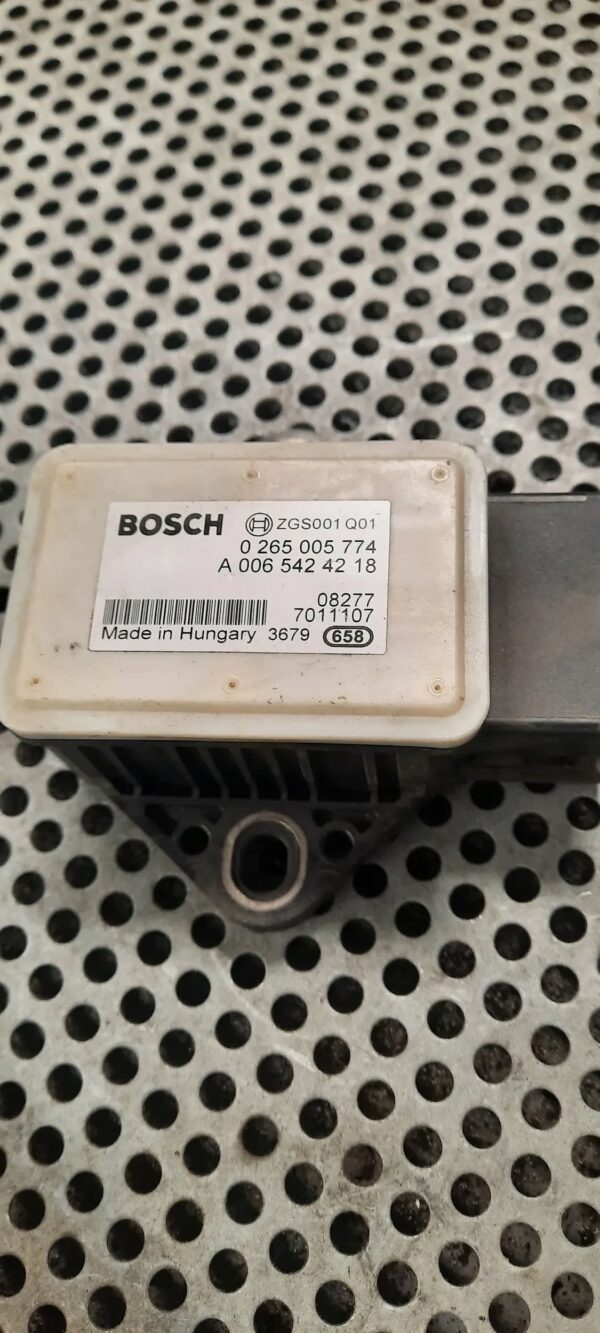 BOSCH ZGS001 Q01
0 265 005 774
A 006 542 42 18
08277
7011107
Made in Hungary 3679 658